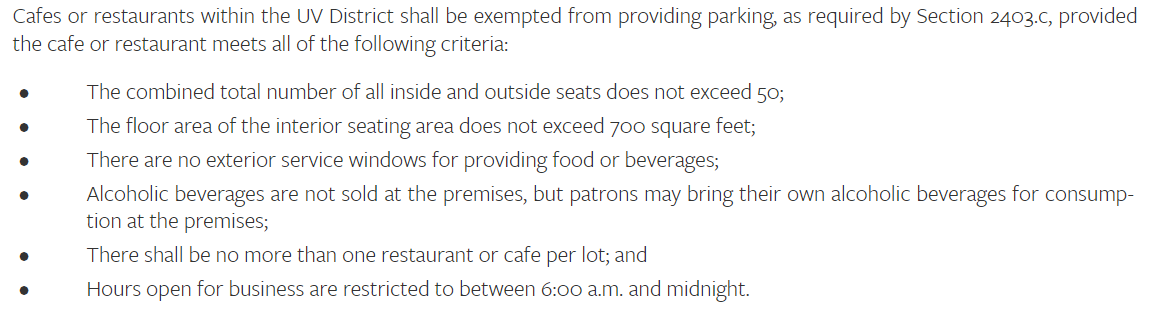 Cafes or restaurants within the UV District shall be exempted from providing parking, as required by Section 2403.c, provided
the cafe or restaurant meets all of the following criteria:
• The combined total number of all inside and outside seats does not exceed 50;
• The floor area of the interior seating area does not exceed 700 square feet;
• There are no exterior service windows for providing food or beverages;
• Alcoholic beverages are not sold at the premises, but patrons may bring their own alcoholic beverages for consump-
tion at the premises;
• There shall be no more than one restaurant or cafe per lot; and
• Hours open for business are restricted to between 6:00 a.m. and midnight.